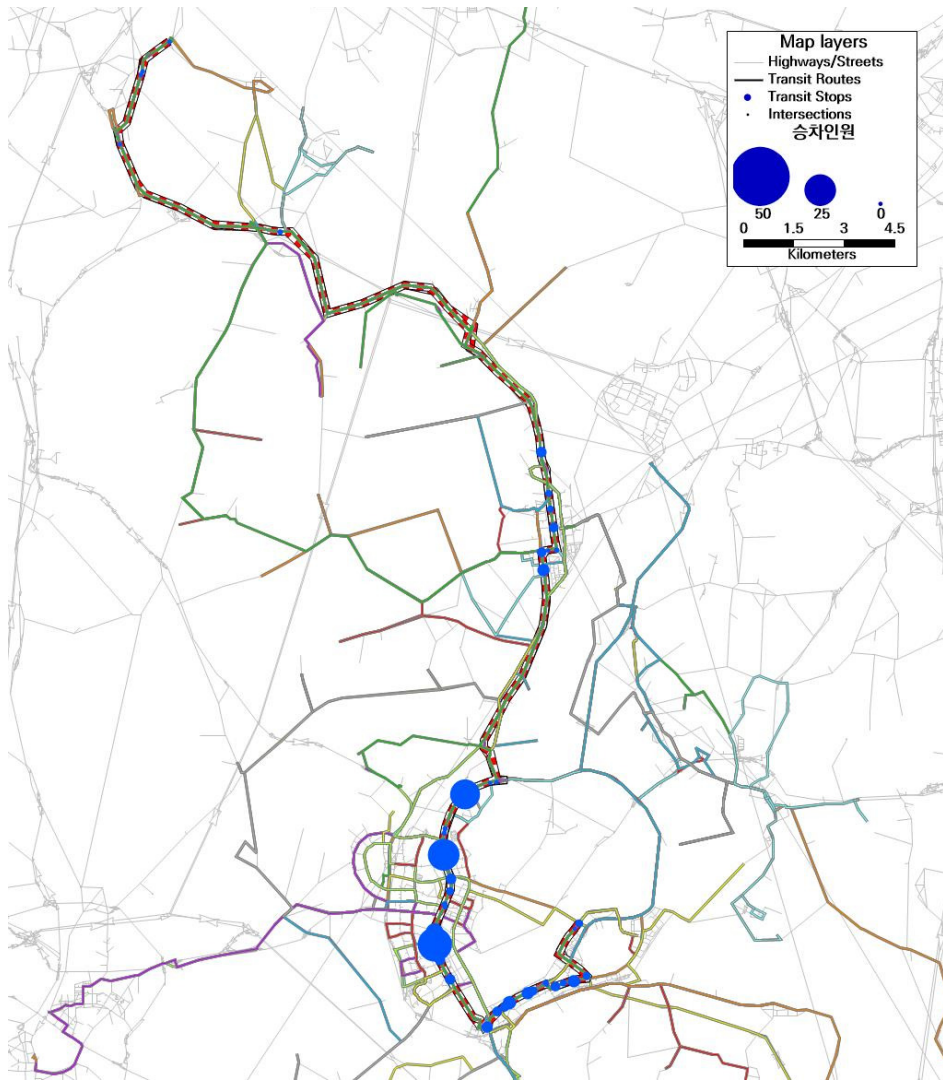 Map layers
Highways/Streets
Transit Routes
Transit Stops
Intersections
승차인원
50 25 0
0 1.5 3 4.5
Kilometers